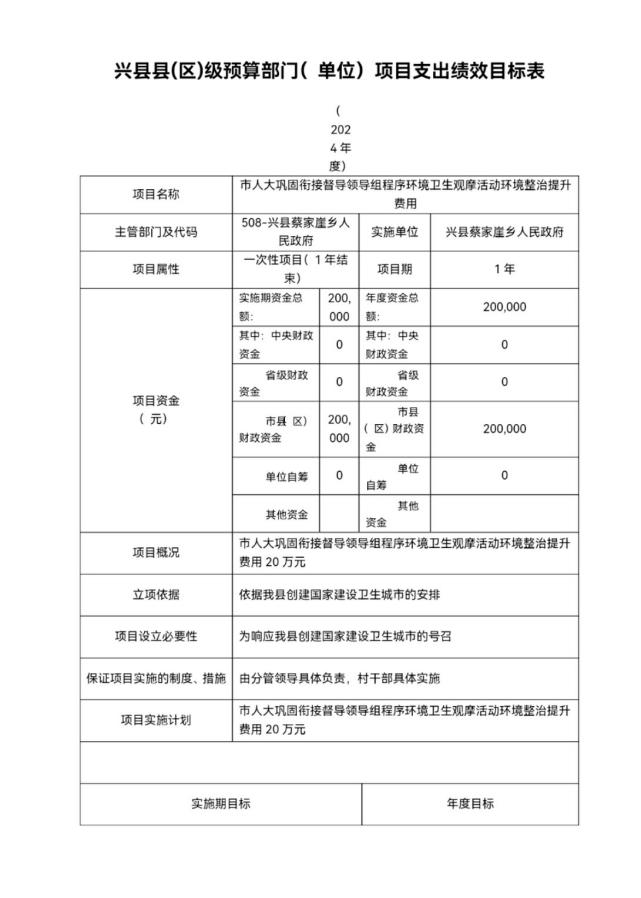 兴县县(区)级预算部门( 单位) 项目支出绩效目标表
(
202
4 年
度)
项目名称
市人大巩固衔接督导领导组程序环境卫生观摩活动环境整治提升
费用
主管部门及代码
508-兴县蔡家崖乡人
民政府
实施单位
兴县蔡家崖乡人民政府
项目属性
一次性项目( 1 年结
束)
项目期
1 年
项目资金
( 元)
实施期资金总
额:
200,
000
年度资金总
额:
200,000
其中: 中央财政
资金
0
其中: 中央
财政资金
0
省级财政
资金
0
省级
财政资金
0
市县( 区)
财政资金
200,
000
市县
( 区) 财政资
金
200,000
单位自筹
0
单位
自筹
0
其他资金
其他
资金
项目概况
市人大巩固衔接督导领导组程序环境卫生观摩活动环境整治提升
费用 20 万元
立项依据
依据我县创建国家建设卫生城市的安排
项目设立必要性
为响应我县创建国家建设卫生城市的号召
保证项目实施的制度、措施
由分管领导具体负责，村干部具体实施
项目实施计划
市人大巩固衔接督导领导组程序环境卫生观摩活动环境整治提升
费用 20 万元
实施期目标
年度目标